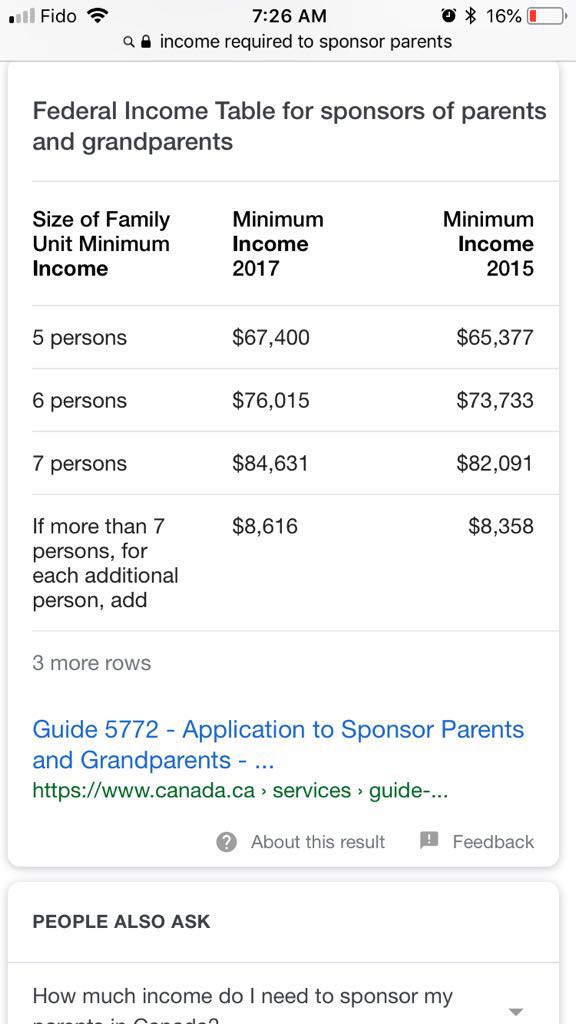 Fido 7:26 AM 16%
income required to sponsor parents
Federal Income Table for sponsors of parents
and grandparents
Size of Family Minimum Minimum
Unit Minimum Income Income
Income 2017 2015
5 persons $67,400 $65,377
6 persons $76,015 $73,733
7 persons $84,631 $82,091
If more than 7 $8,616 $8,358
persons, for
each additional
person, add
3 more rows
Guide 5772 - Application to Sponsor Parents
and Grandparents - ...
https://www.canada.ca › services › guide-...
About this result Feedback
PEOPLE ALSO ASK
How much income do I need to sponsor my
parents in Canada?